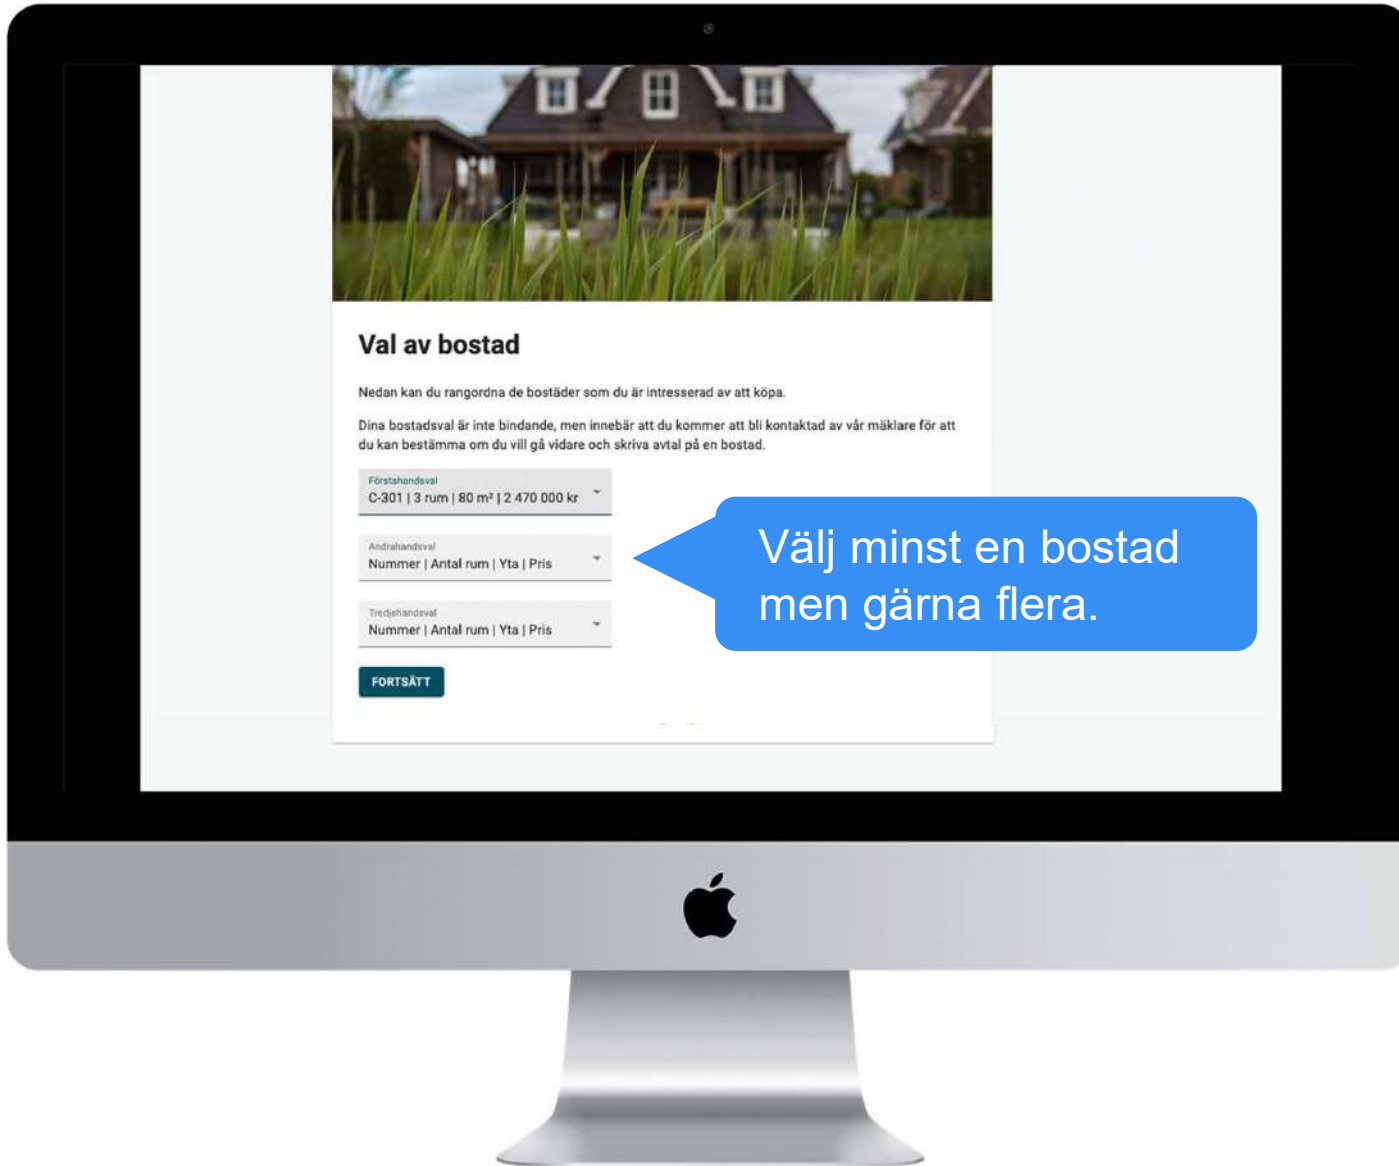 Val av bostad
Nedan kan du rangordna de bostäder som du är intresserad av att köpa.
Dina bostadsval är inte bindande, men innebär att du kommer att bli kontaktad av vår mäklare för att
du kan bestämma om du vill gå vidare och skriva avtal på en bostad.
Förstahandsval
C-301 | 3 rum | 80 m² | 2 470 000 kr
Andrahandsval
Nummer | Antal rum | Yta | Pris
Tredjehandsval
Nummer | Antal rum | Yta | Pris
FORTSÄTT
Välj minst en bostad
men gärna flera.